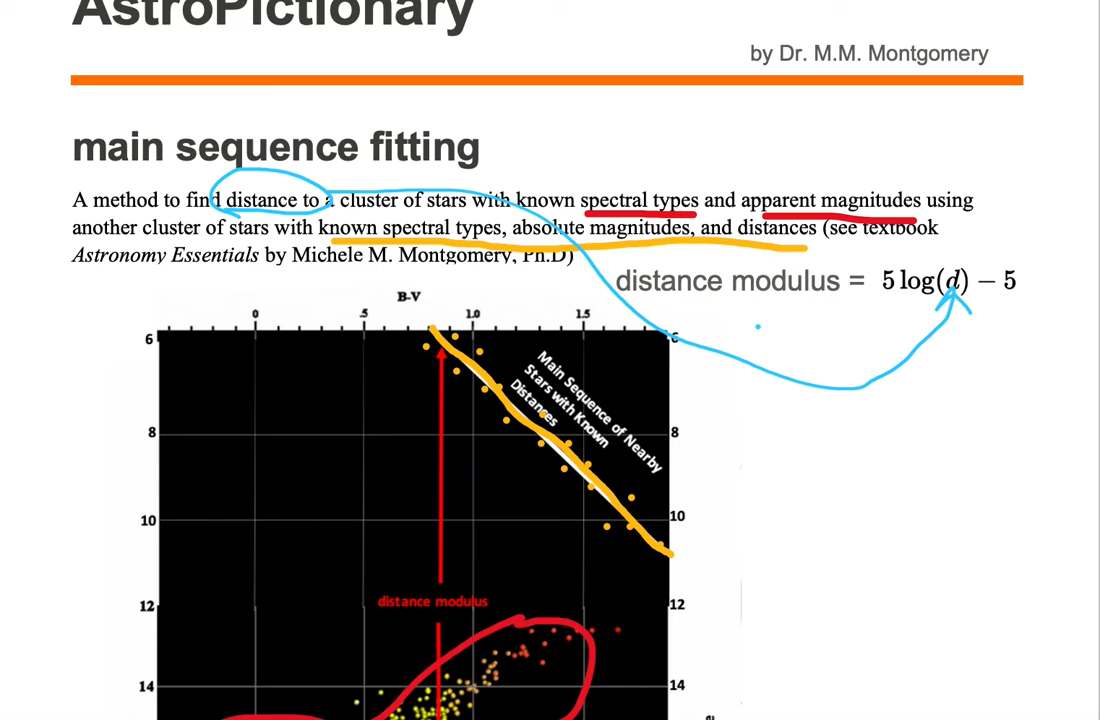 AstroPictionary
by Dr. M.M. Montgomery
main sequence fitting
A method to find distance to a cluster of stars with known spectral types and apparent magnitudes using
another cluster of stars with known spectral types, absolute magnitudes, and distances (see textbook
Astronomy Essentials by Michele M. Montgomery, Ph.D)
distance modulus = 5 log(d) − 5
B-V
0 .5 1.0 1.5
6 6
Main Sequence of Nearby
Stars with Known
Distances
8 8
10 10
distance modulus
12 12
14 14